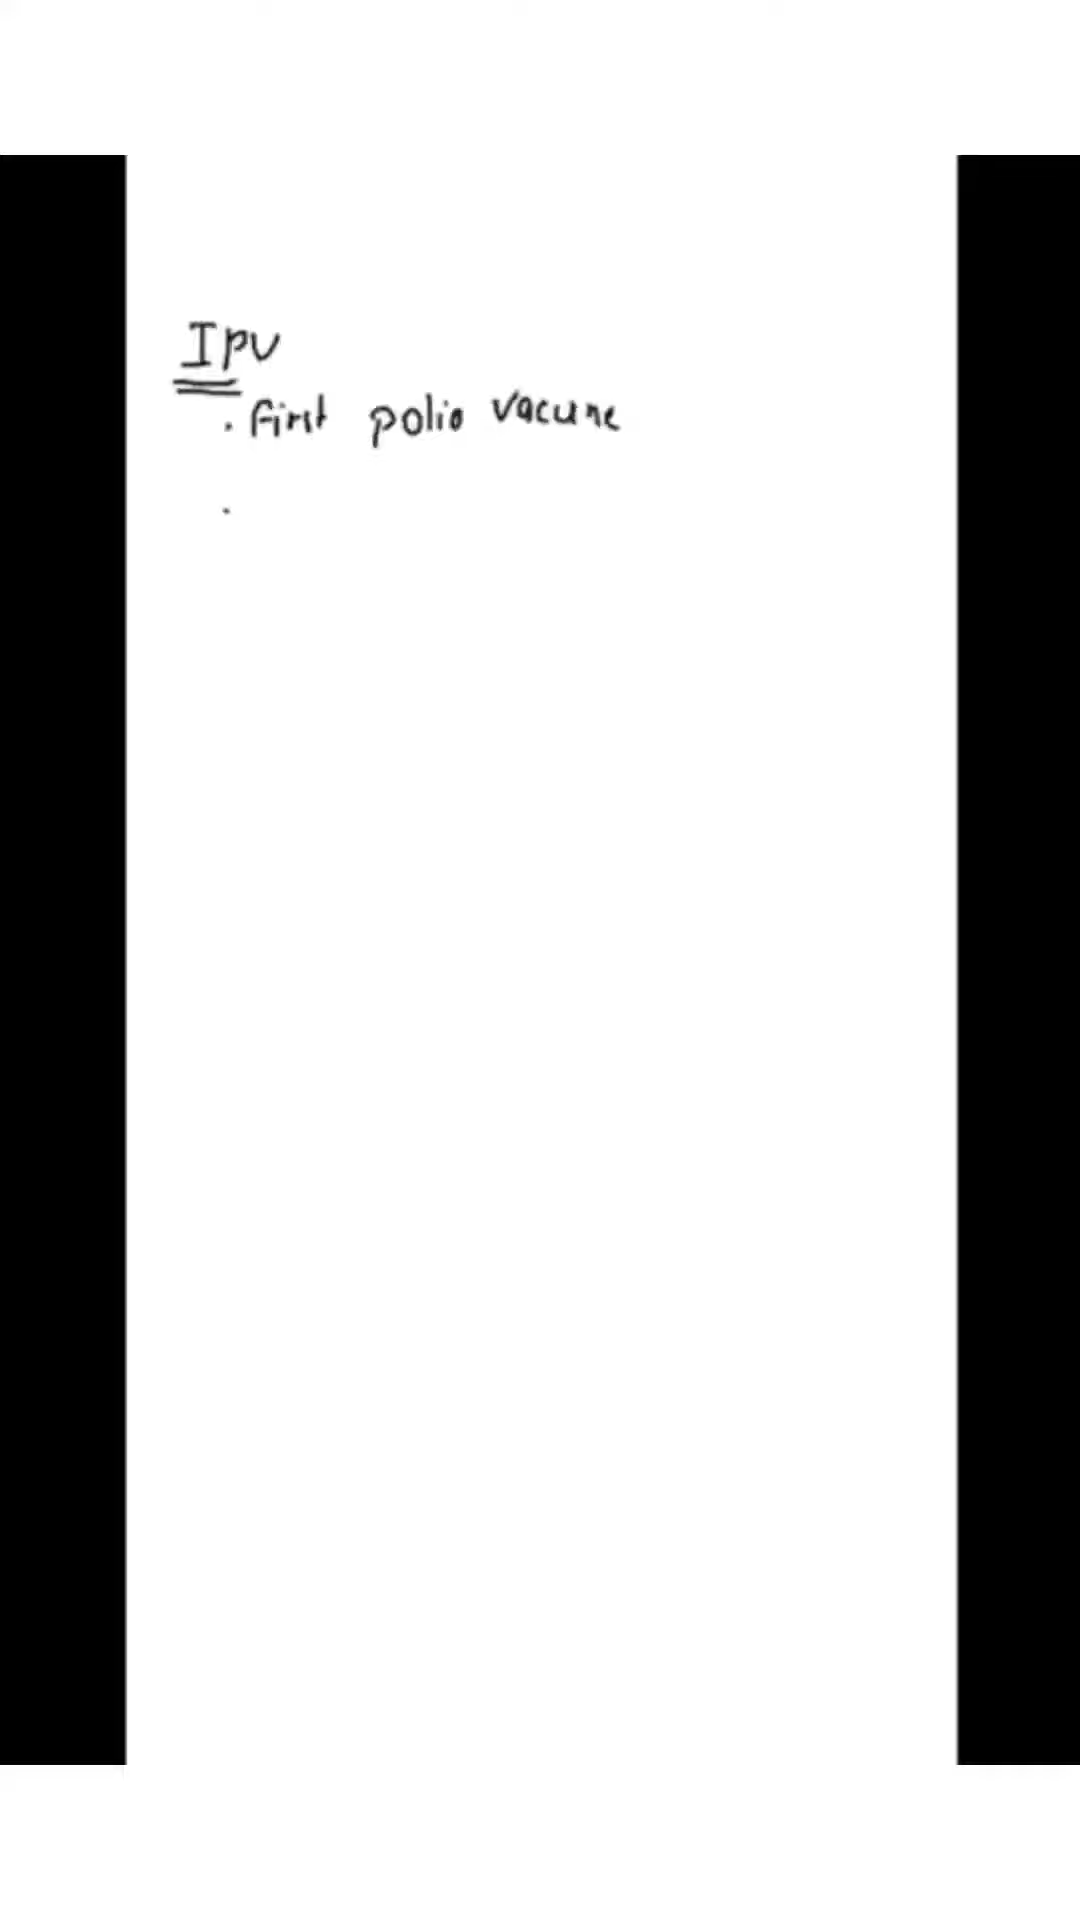 IPV
. first polio vaccine
.